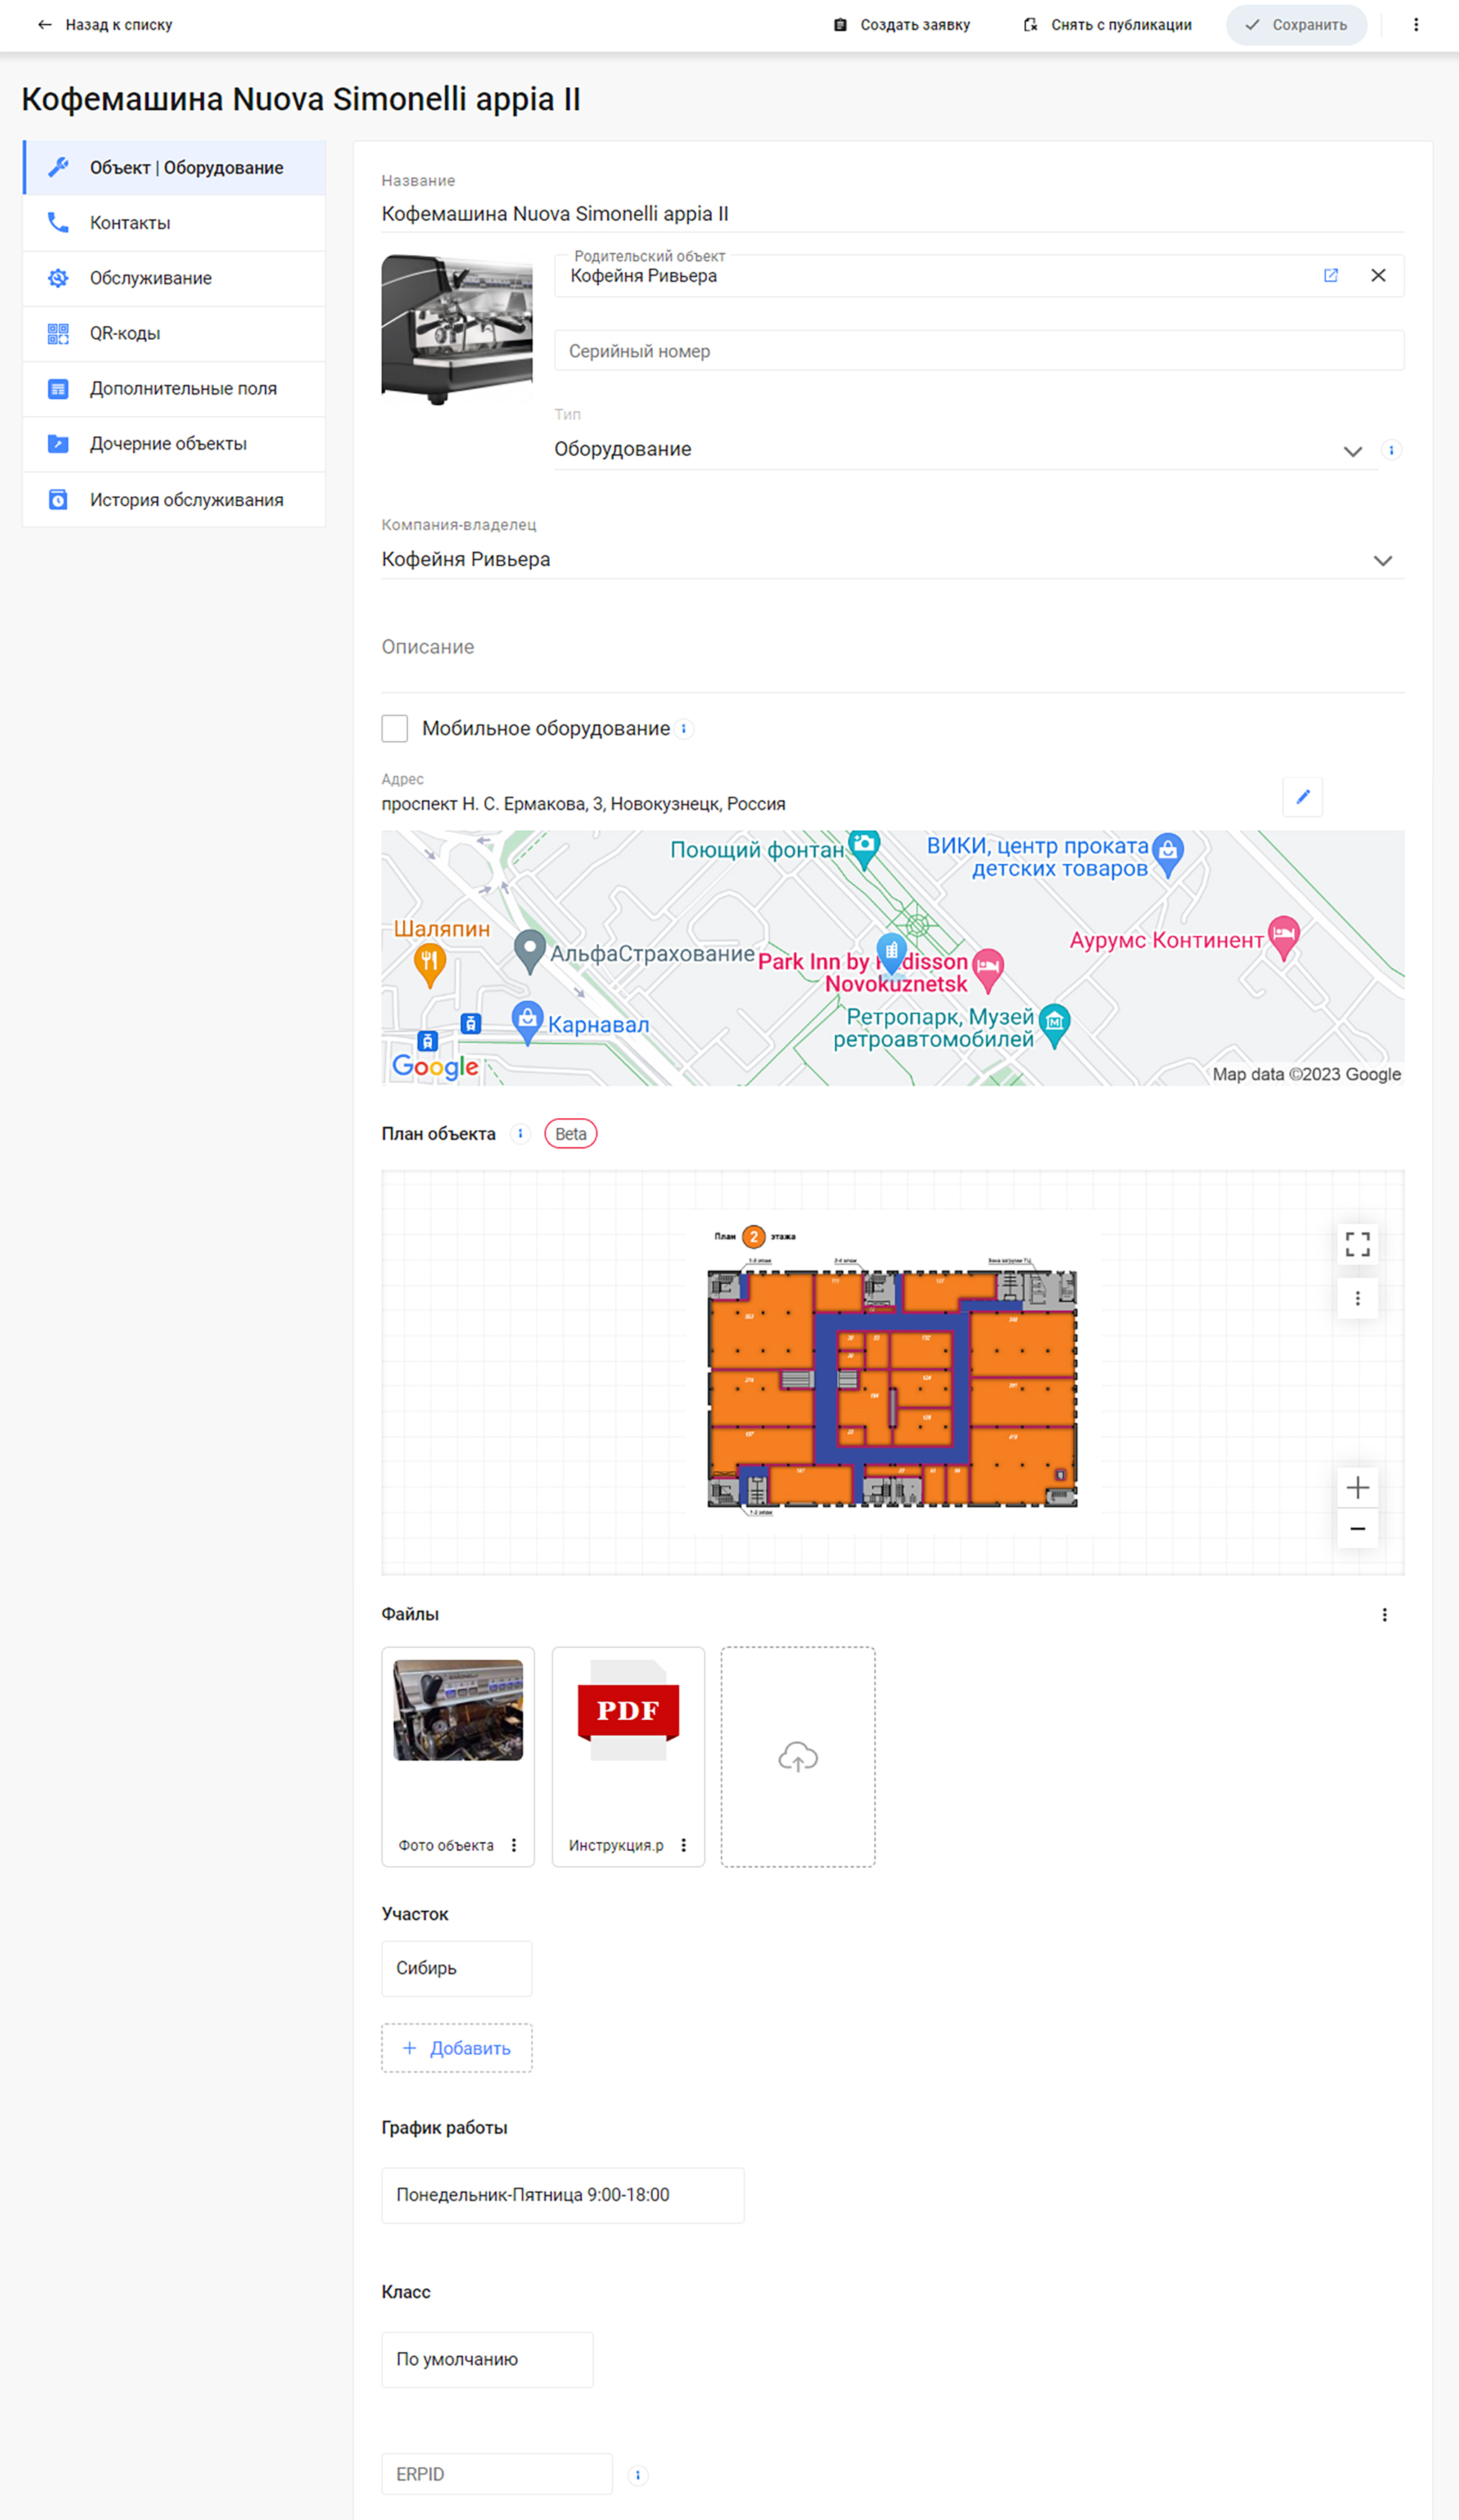 Назад к списку
Создать заявку
Снять с публикации
Сохранить
Кофемашина Nuova Simonelli appia II
Объект | Оборудование
Контакты
Обслуживание
QR-коды
Дополнительные поля
Дочерние объекты
История обслуживания
Название
Кофемашина Nuova Simonelli appia II
Родительский объект
Кофейня Ривьера
Серийный номер
Тип
Оборудование
Компания-владелец
Кофейня Ривьера
Описание
Мобильное оборудование
Адрес
проспект Н. С. Ермакова, 3, Новокузнецк, Россия
Поющий фонтан
ВИКИ, центр проката
детских товаров
Шаляпин
АльфаСтрахование
Park Inn by Radisson
Novokuznetsk
Аурумс Континент
Карнавал
Ретропарк, Музей
ретроавтомобилей
Google
Map data ©2023 Google
План объекта
Beta
План 2 этажа
Файлы
PDF
Фото объекта
Инструкция.p
Участок
Сибирь
+ Добавить
График работы
Понедельник-Пятница 9:00-18:00
Класс
По умолчанию
ERPID